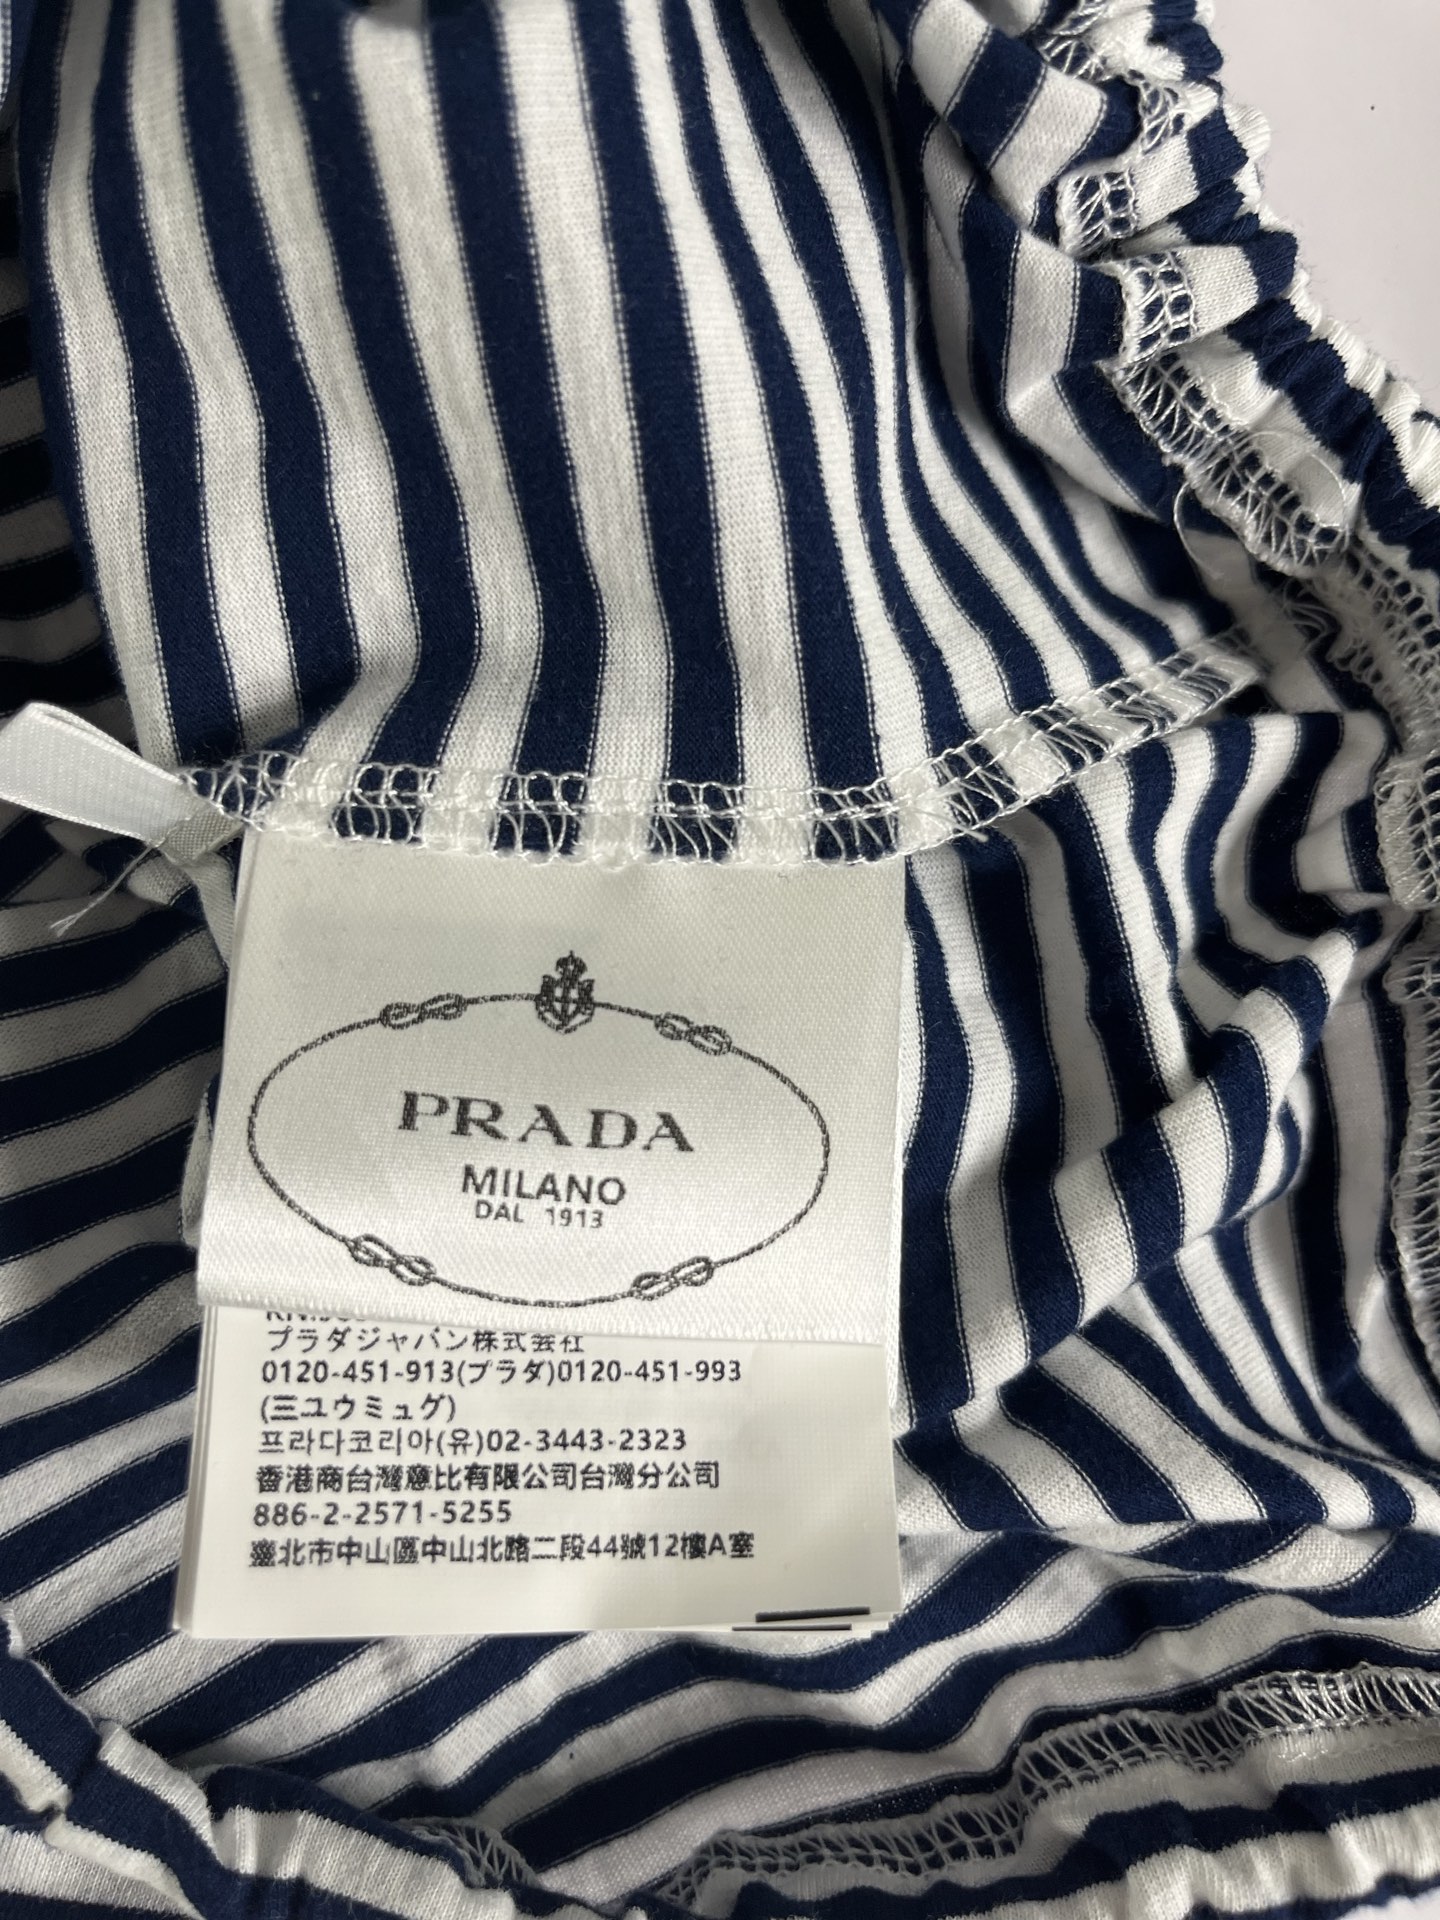 PRADA
MILANO
DAL 1913
プラダジャパン株式会社
0120-451-913(プラダ)0120-451-993
(三ユウミュグ)
프라다코리아(유)02-3443-2323
香港商台灣意比有限公司台灣分公司
886-2-2571-5255
臺北市中山區中山北路二段44號12樓A室